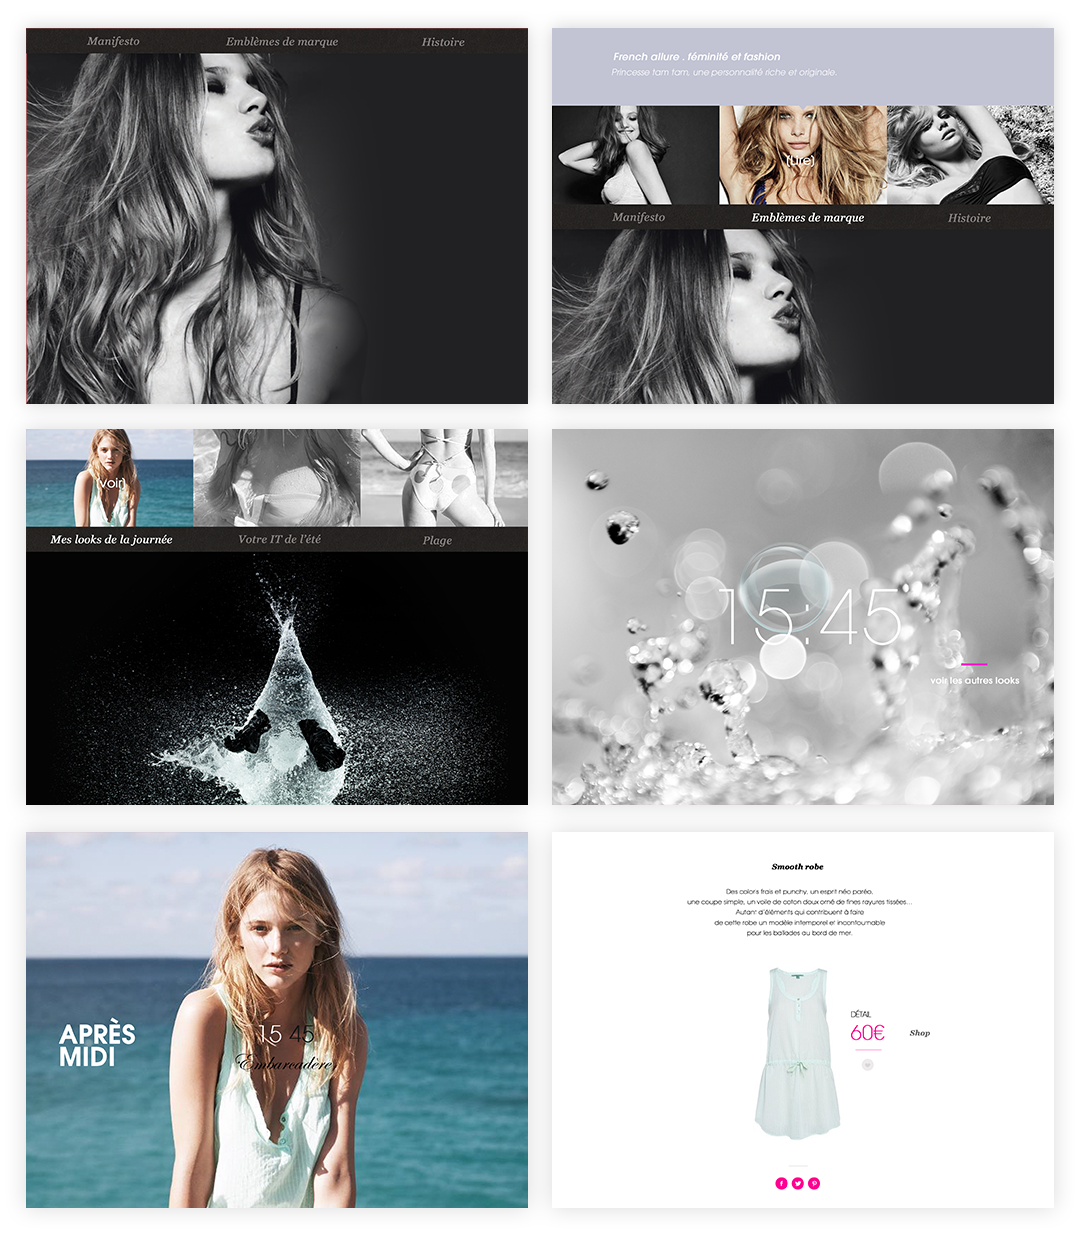 Manifesto
Emblèmes de marque
Histoire
French allure . féminité et fashion
Princesse tam tam, une personnalité riche et originale.
(Lire)
Manifesto
Emblèmes de marque
Histoire
(voir)
Mes looks de la journée
Votre IT de l'été
Plage
15:45
voir les autres looks
APRÈS
MIDI
15 45
Embarcadère
Smooth robe
Des coloris frais et punchy, un esprit néo paréo,
une coupe simple, un voile de coton doux orné de fines rayures tissées...
Autant d'éléments qui contribuent à faire
de cette robe un modèle intemporel et incontournable
pour les ballades au bord de mer.
DÉTAIL
60€
Shop